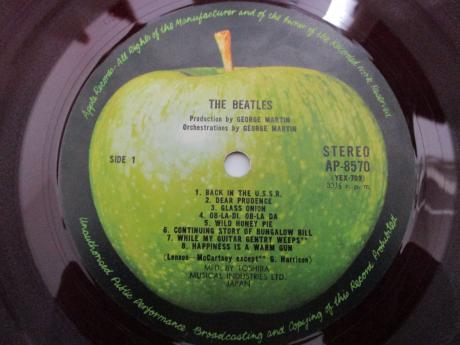 Apple Records · All Rights of the Manufacturer and of the Owner of the Recorded Work Reserved
THE BEATLES
Production by GEORGE MARTIN
Orchestrations by GEORGE MARTIN
SIDE 1
STEREO
AP-8570
(YEX-709)
33⅓ r.p.m.
1. BACK IN THE U.S.S.R.
2. DEAR PRUDENCE
3. GLASS ONION
4. OB-LA-DI, OB-LA DA
5. WILD HONEY PIE
6. CONTINUING STORY OF BUNGALOW BILL
7. WHILE MY GUITAR GENTRY WEEPS**
8. HAPPINESS IS A WARM GUN
(Lennon—McCartney except** G. Harrison)
MFD. BY TOSHIBA
MUSICAL INDUSTRIES LTD.
JAPAN
Unauthorised Public Performance, Broadcasting and Copying of this Record Prohibited